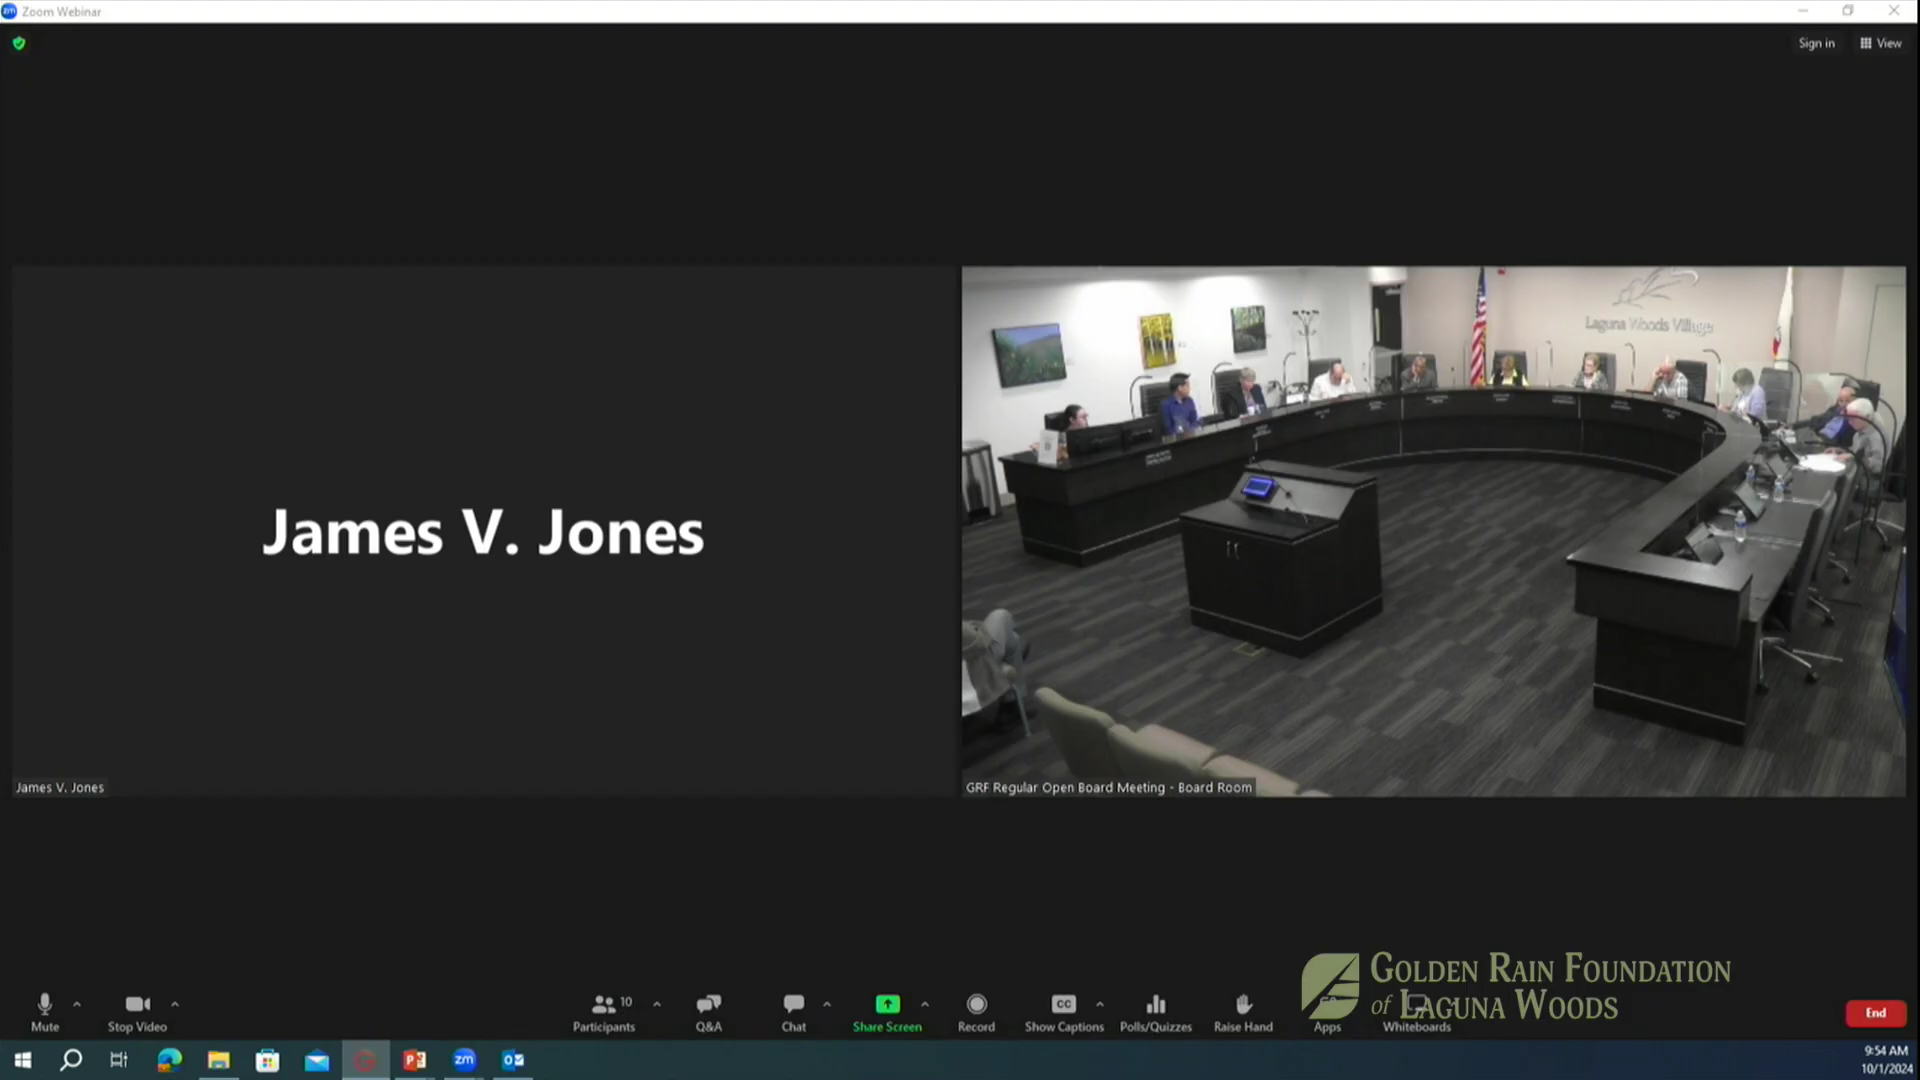 Zoom Webinar
Sign in
View
James V. Jones
James V. Jones
Laguna Woods Village
GRF Regular Open Board Meeting - Board Room
GOLDEN RAIN FOUNDATION
of LAGUNA WOODS
Mute
Stop Video
10
Participants
Q&A
Chat
Share Screen
CC
Record
Show Captions
Polls/Quizzes
Raise Hand
Apps
Whiteboards
End
zm
9:54 AM
10/1/2024